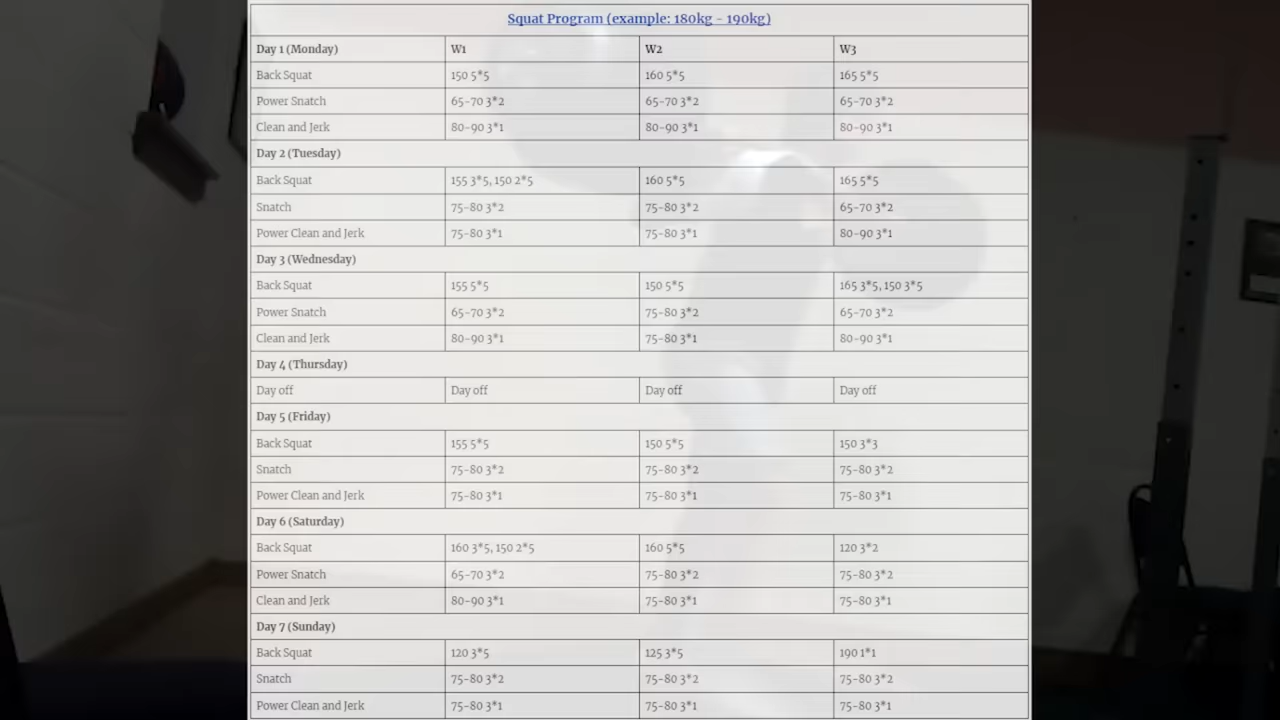 Squat Program (example: 180kg - 190kg)
Day 1 (Monday) W1 W2 W3
Back Squat 150 5*5 160 5*5 165 5*5
Power Snatch 65-70 3*2 65-70 3*2 65-70 3*2
Clean and Jerk 80-90 3*1 80-90 3*1 80-90 3*1
Day 2 (Tuesday)
Back Squat 155 3*5, 150 2*5 160 5*5 165 5*5
Snatch 75-80 3*2 75-80 3*2 65-70 3*2
Power Clean and Jerk 75-80 3*1 75-80 3*1 80-90 3*1
Day 3 (Wednesday)
Back Squat 155 5*5 150 5*5 165 3*5, 150 3*5
Power Snatch 65-70 3*2 75-80 3*2 65-70 3*2
Clean and Jerk 80-90 3*1 75-80 3*1 80-90 3*1
Day 4 (Thursday)
Day off Day off Day off Day off
Day 5 (Friday)
Back Squat 155 5*5 150 5*5 150 3*3
Snatch 75-80 3*2 75-80 3*2 75-80 3*2
Power Clean and Jerk 75-80 3*1 75-80 3*1 75-80 3*1
Day 6 (Saturday)
Back Squat 160 3*5, 150 2*5 160 5*5 120 3*2
Power Snatch 65-70 3*2 75-80 3*2 75-80 3*2
Clean and Jerk 80-90 3*1 75-80 3*1 75-80 3*1
Day 7 (Sunday)
Back Squat 120 3*5 125 3*5 190 1*1
Snatch 75-80 3*2 75-80 3*2 75-80 3*2
Power Clean and Jerk 75-80 3*1 75-80 3*1 75-80 3*1